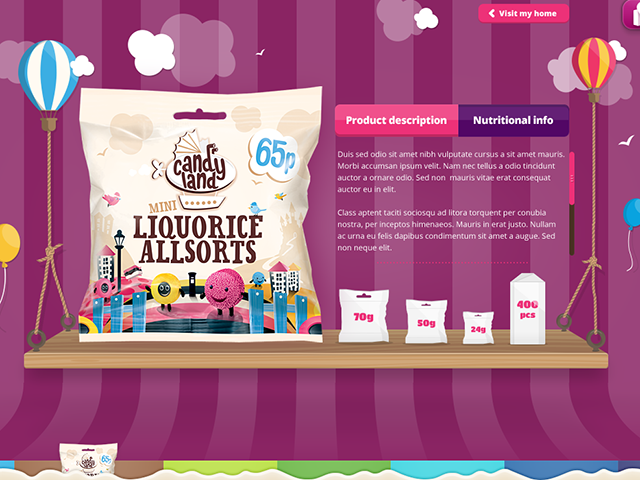 Visit my home
candy
land
65p
MINI
LIQUORICE
ALLSORTS
Product description
Nutritional info
Duis sed odio sit amet nibh vulputate cursus a sit amet mauris.
Morbi accumsan ipsum velit. Nam nec tellus a odio tincidunt
auctor a ornare odio. Sed non mauris vitae erat consequat
auctor eu in elit.
Class aptent taciti sociosqu ad litora torquent per conubia
nostra, per inceptos himenaeos. Mauris in erat justo. Nullam
ac urna eu felis dapibus condimentum sit amet a augue. Sed
non neque elit.
70g
50g
24g
400
pcs
candy
land